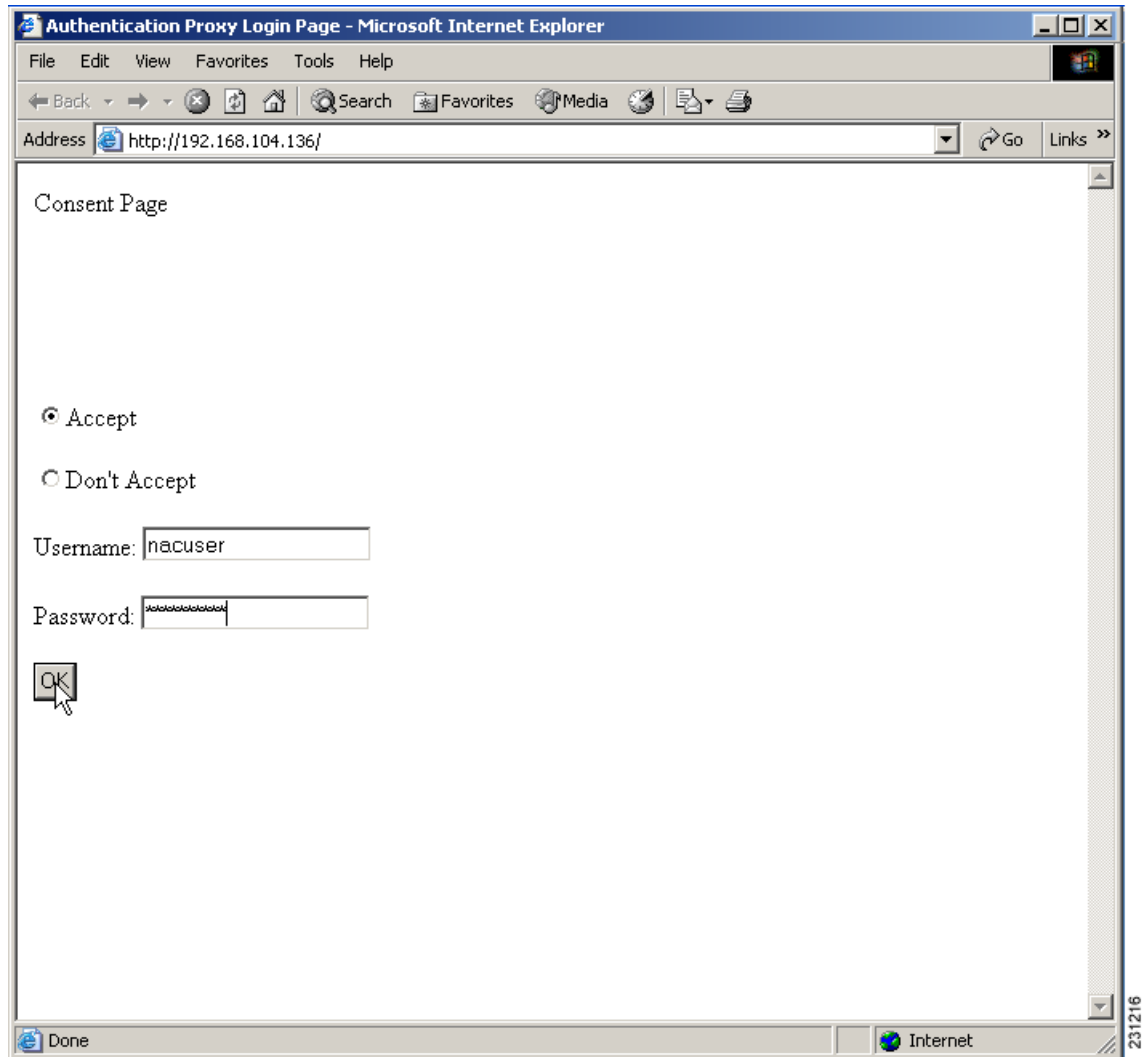 Authentication Proxy Login Page - Microsoft Internet Explorer
File Edit View Favorites Tools Help
Back Search Favorites Media
Address http://192.168.104.136/ Go Links »
Consent Page
Accept
Don't Accept
Username: nacuser
Password: ************
OK
Done Internet
231216